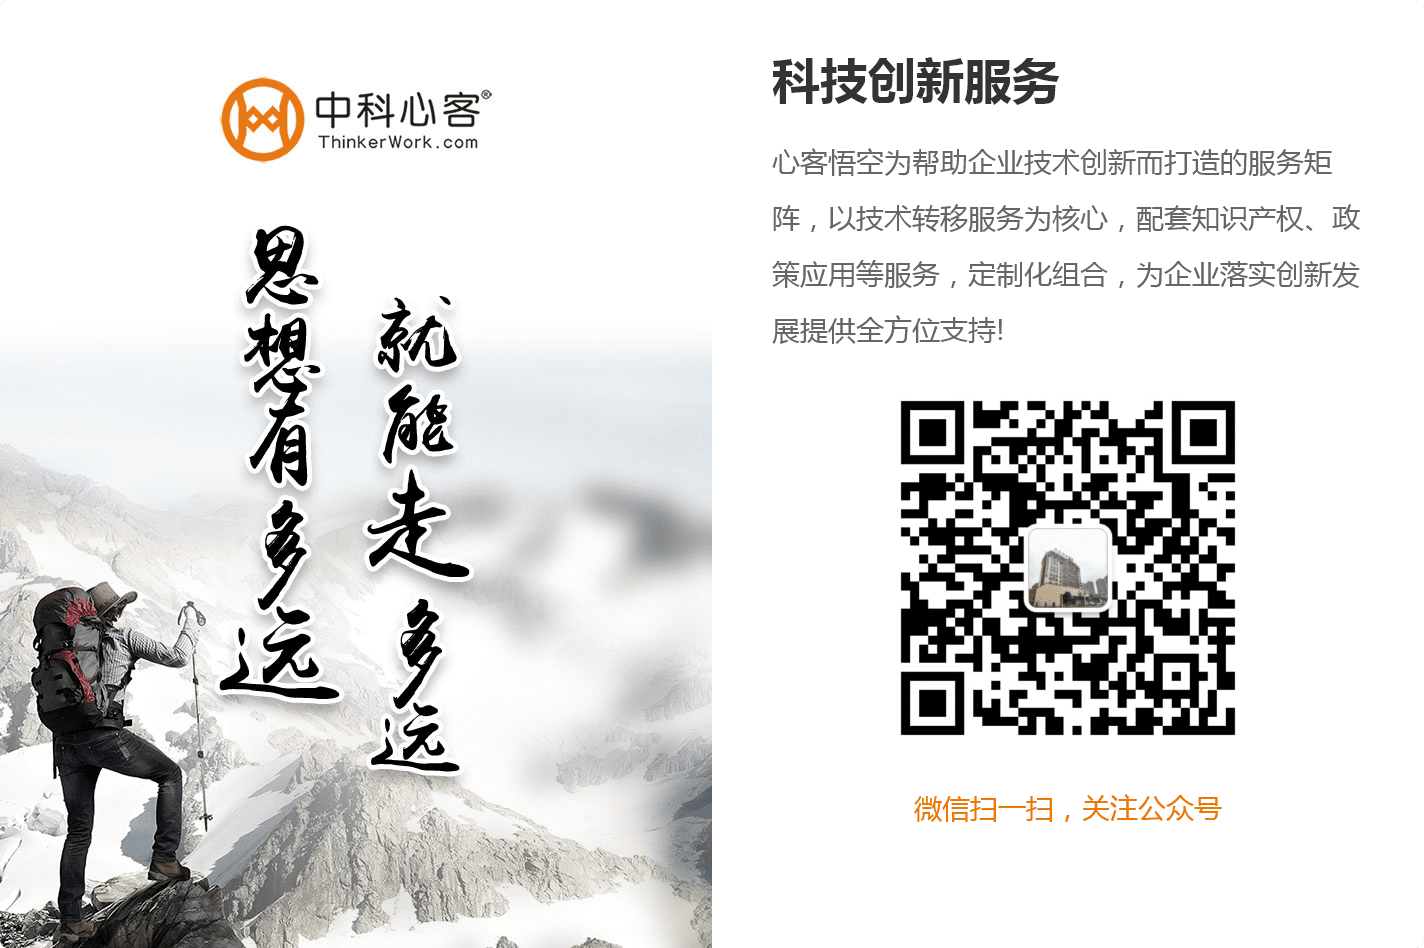 中科心客®
ThinkerWork.com
思想有多远
就能走多远
科技创新服务
心客悟空为帮助企业技术创新而打造的服务矩
阵，以技术转移服务为核心，配套知识产权、政
策应用等服务，定制化组合，为企业落实创新发
展提供全方位支持!
微信扫一扫，关注公众号